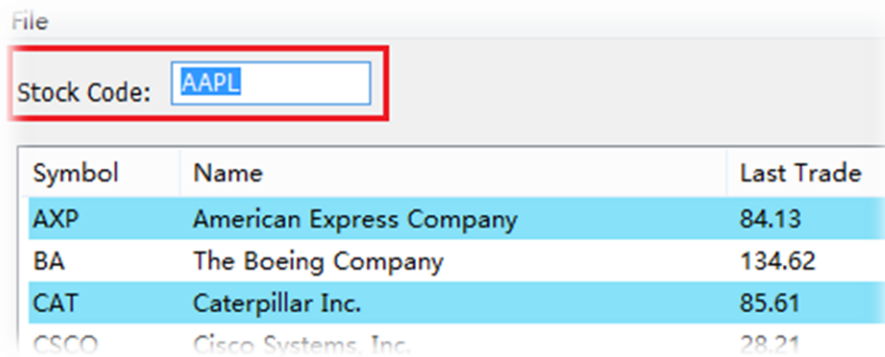 File
Stock Code: AAPL
Symbol Name Last Trade
AXP American Express Company 84.13
BA The Boeing Company 134.62
CAT Caterpillar Inc. 85.61
CSCO Cisco Systems, Inc. 28.21